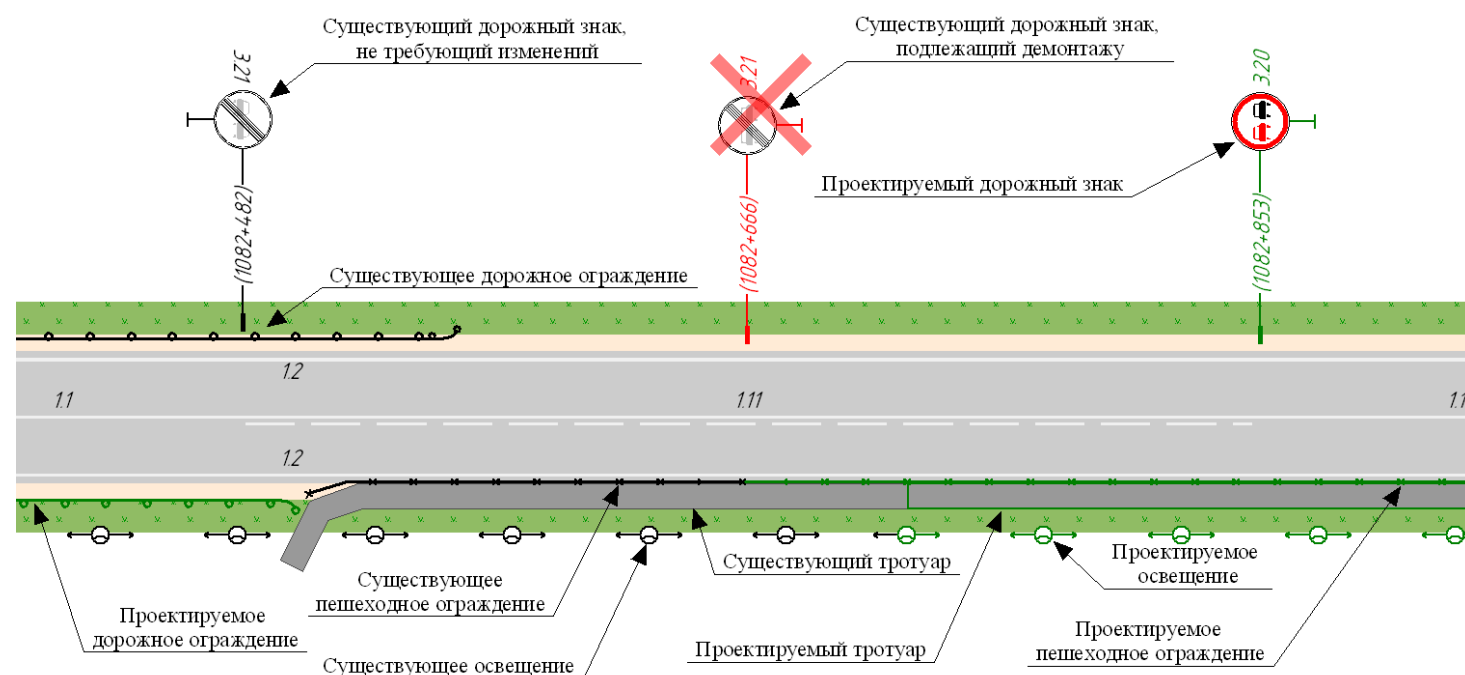 Существующий дорожный знак,
не требующий изменений
Существующий дорожный знак,
подлежащий демонтажу
3.21
3.21
3.20
Проектируемый дорожный знак
(1082+482)
(1082+666)
(1082+853)
Существующее дорожное ограждение
1.2
1.1
1.11
1.1
1.2
Проектируемое
освещение
Существующий тротуар
Существующее
пешеходное ограждение
Проектируемое
дорожное ограждение
Проектируемое
пешеходное ограждение
Проектируемый тротуар
Существующее освещение